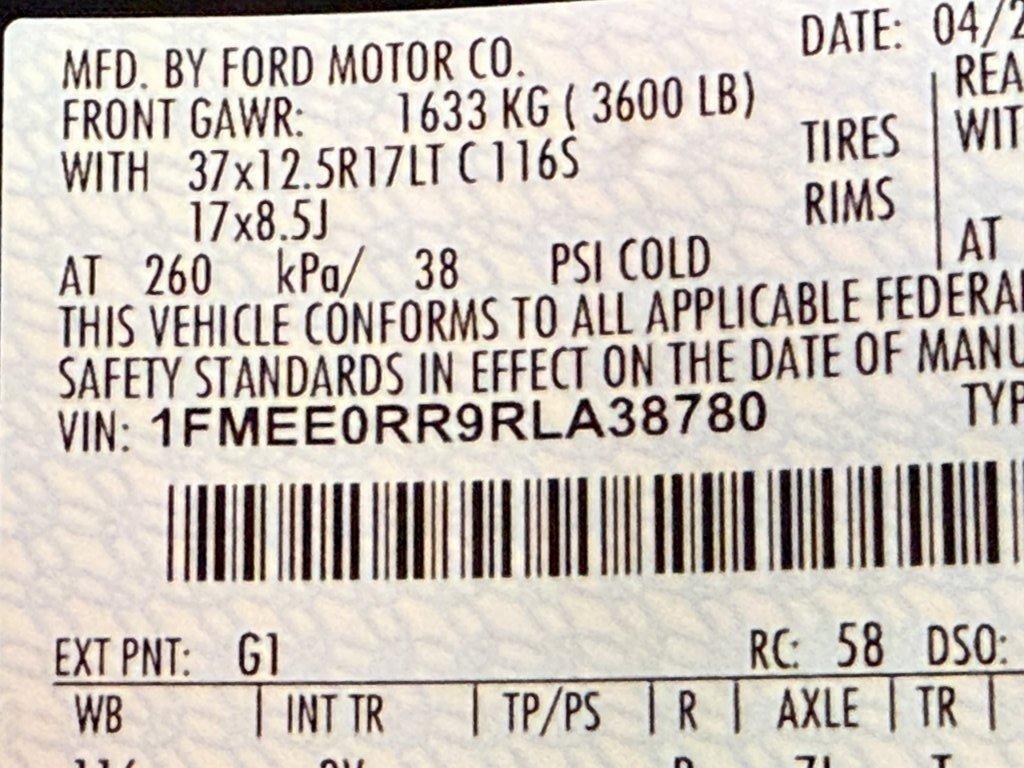 MFD. BY FORD MOTOR CO. DATE: 04/2
FRONT GAWR: 1633 KG ( 3600 LB) REA
WITH 37x12.5R17LT C 116S TIRES WIT
17x8.5J RIMS
AT 260 kPa/ 38 PSI COLD AT
THIS VEHICLE CONFORMS TO ALL APPLICABLE FEDERAL
SAFETY STANDARDS IN EFFECT ON THE DATE OF MANU
VIN: 1FMEE0RR9RLA38780 TYP
EXT PNT: G1 RC: 58 DSO:
WB | INT TR | TP/PS | R | AXLE | TR |